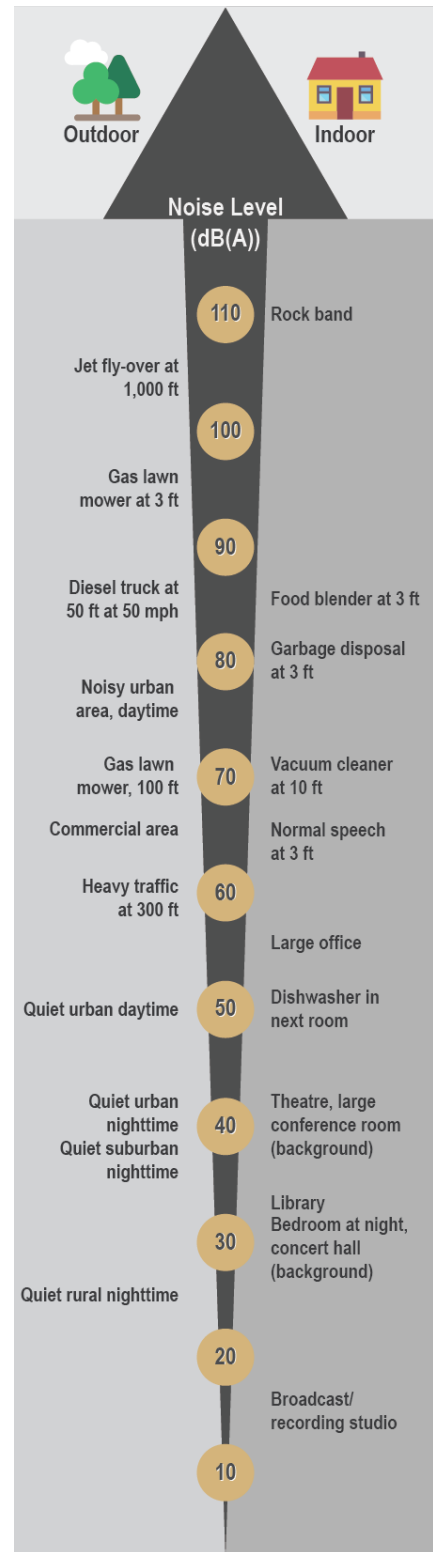 Outdoor
Indoor
Noise Level
(dB(A))
110
Rock band
Jet fly-over at
1,000 ft
100
Gas lawn
mower at 3 ft
90
Diesel truck at
50 ft at 50 mph
Food blender at 3 ft
80
Garbage disposal
at 3 ft
Noisy urban
area, daytime
Gas lawn
mower, 100 ft
70
Vacuum cleaner
at 10 ft
Commercial area
Normal speech
at 3 ft
Heavy traffic
at 300 ft
60
Large office
Quiet urban daytime
50
Dishwasher in
next room
Quiet urban
nighttime
Quiet suburban
nighttime
40
Theatre, large
conference room
(background)
Library
Bedroom at night,
concert hall
(background)
30
Quiet rural nighttime
20
Broadcast/
recording studio
10